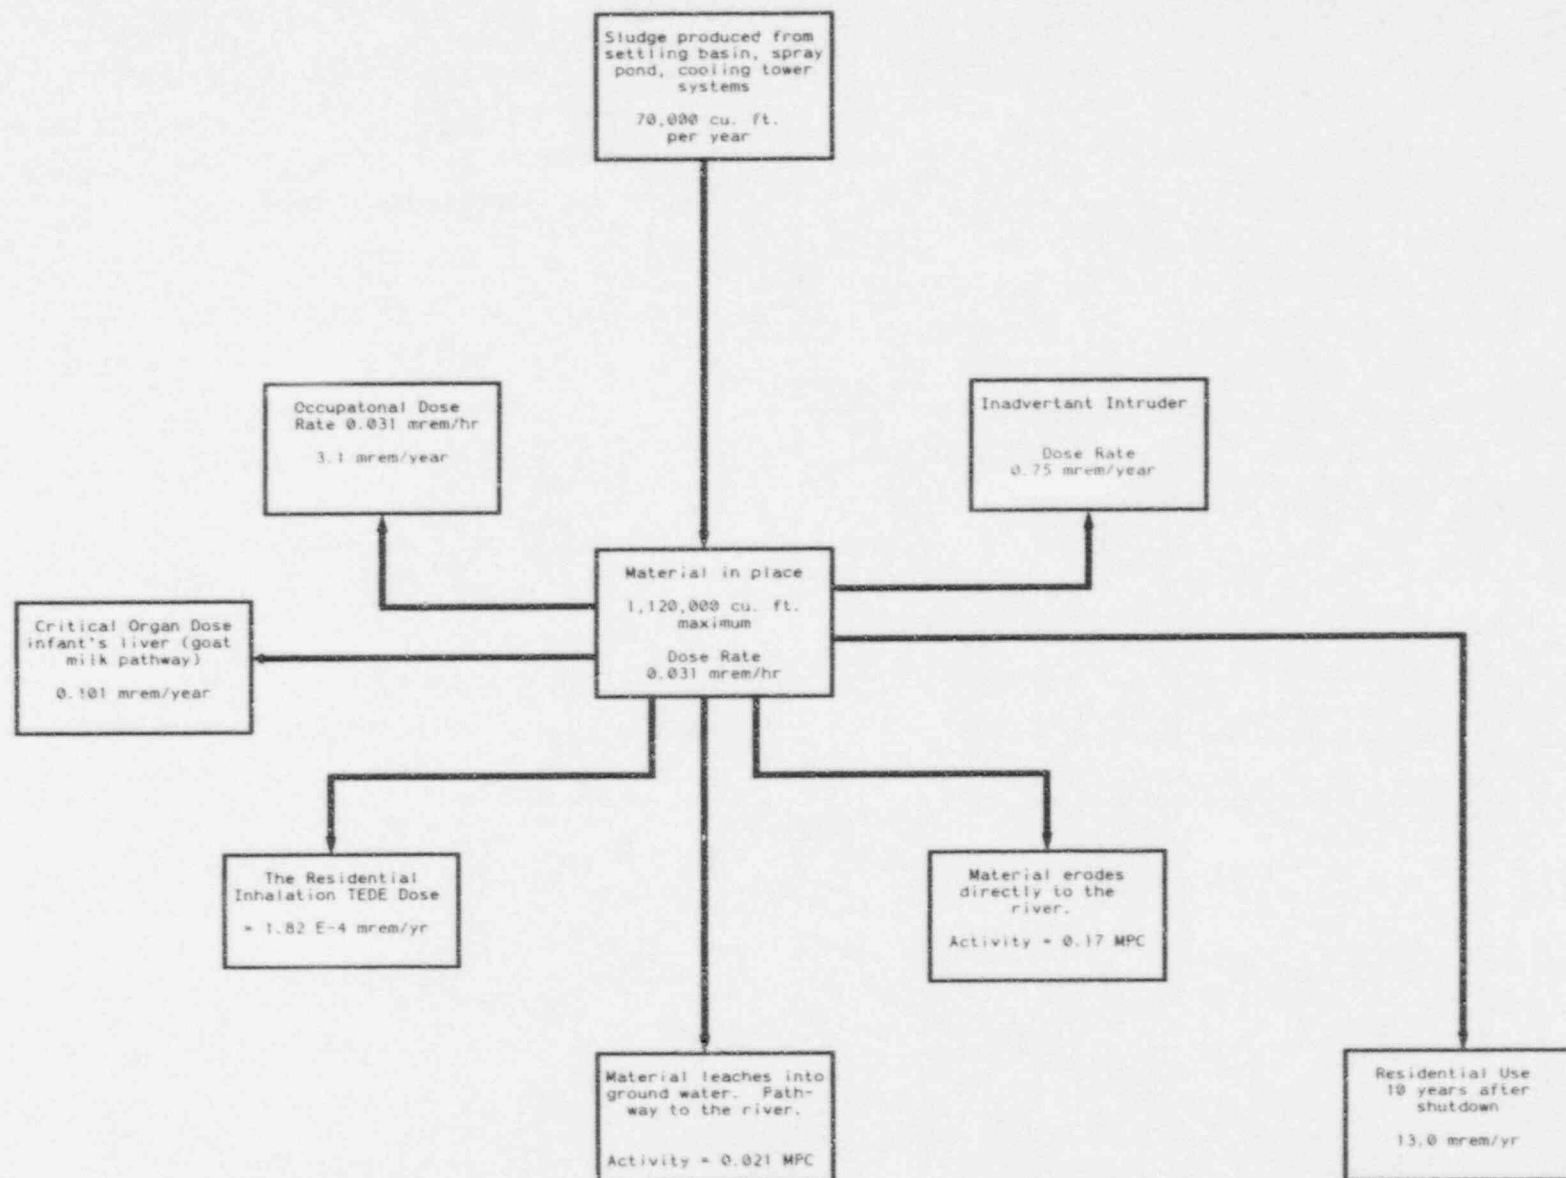 Sludge produced from
settling basin, spray
pond, cooling tower
systems
70,000 cu. ft.
per year
Occupatonal Dose
Rate 0.031 mrem/hr
3.1 mrem/year
Inadvertant Intruder
Dose Rate
0.75 mrem/year
Material in place
1,120,000 cu. ft.
maximum
Dose Rate
0.031 mrem/hr
Critical Organ Dose
infant's liver (goat
milk pathway)
0.101 mrem/year
The Residential
Inhalation TEDE Dose
= 1.82 E-4 mrem/yr
Material erodes
directly to the
river.
Activity = 0.17 MPC
Material leaches into
ground water. Path-
way to the river.
Activity = 0.021 MPC
Residential Use
10 years after
shutdown
13.0 mrem/yr